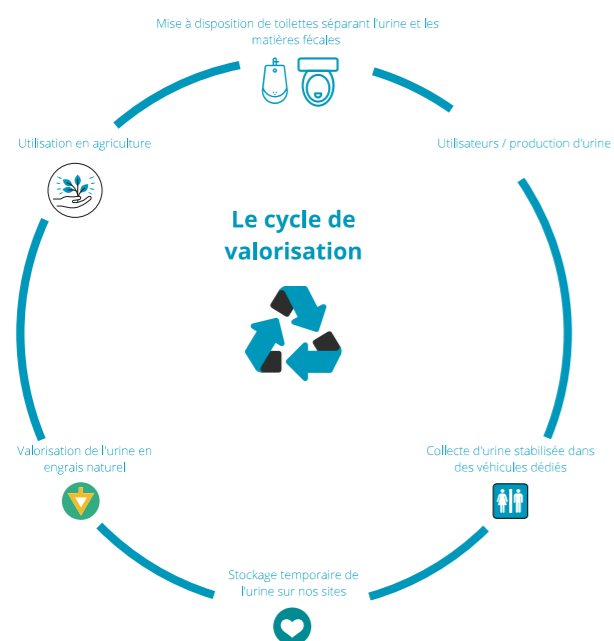 Mise à disposition de toilettes séparant l'urine et les
matières fécales
Utilisation en agriculture
Utilisateurs / production d'urine
Le cycle de
valorisation
Valorisation de l'urine en
engrais naturel
Collecte d'urine stabilisée dans
des véhicules dédiés
Stockage temporaire de
l'urine sur nos sites